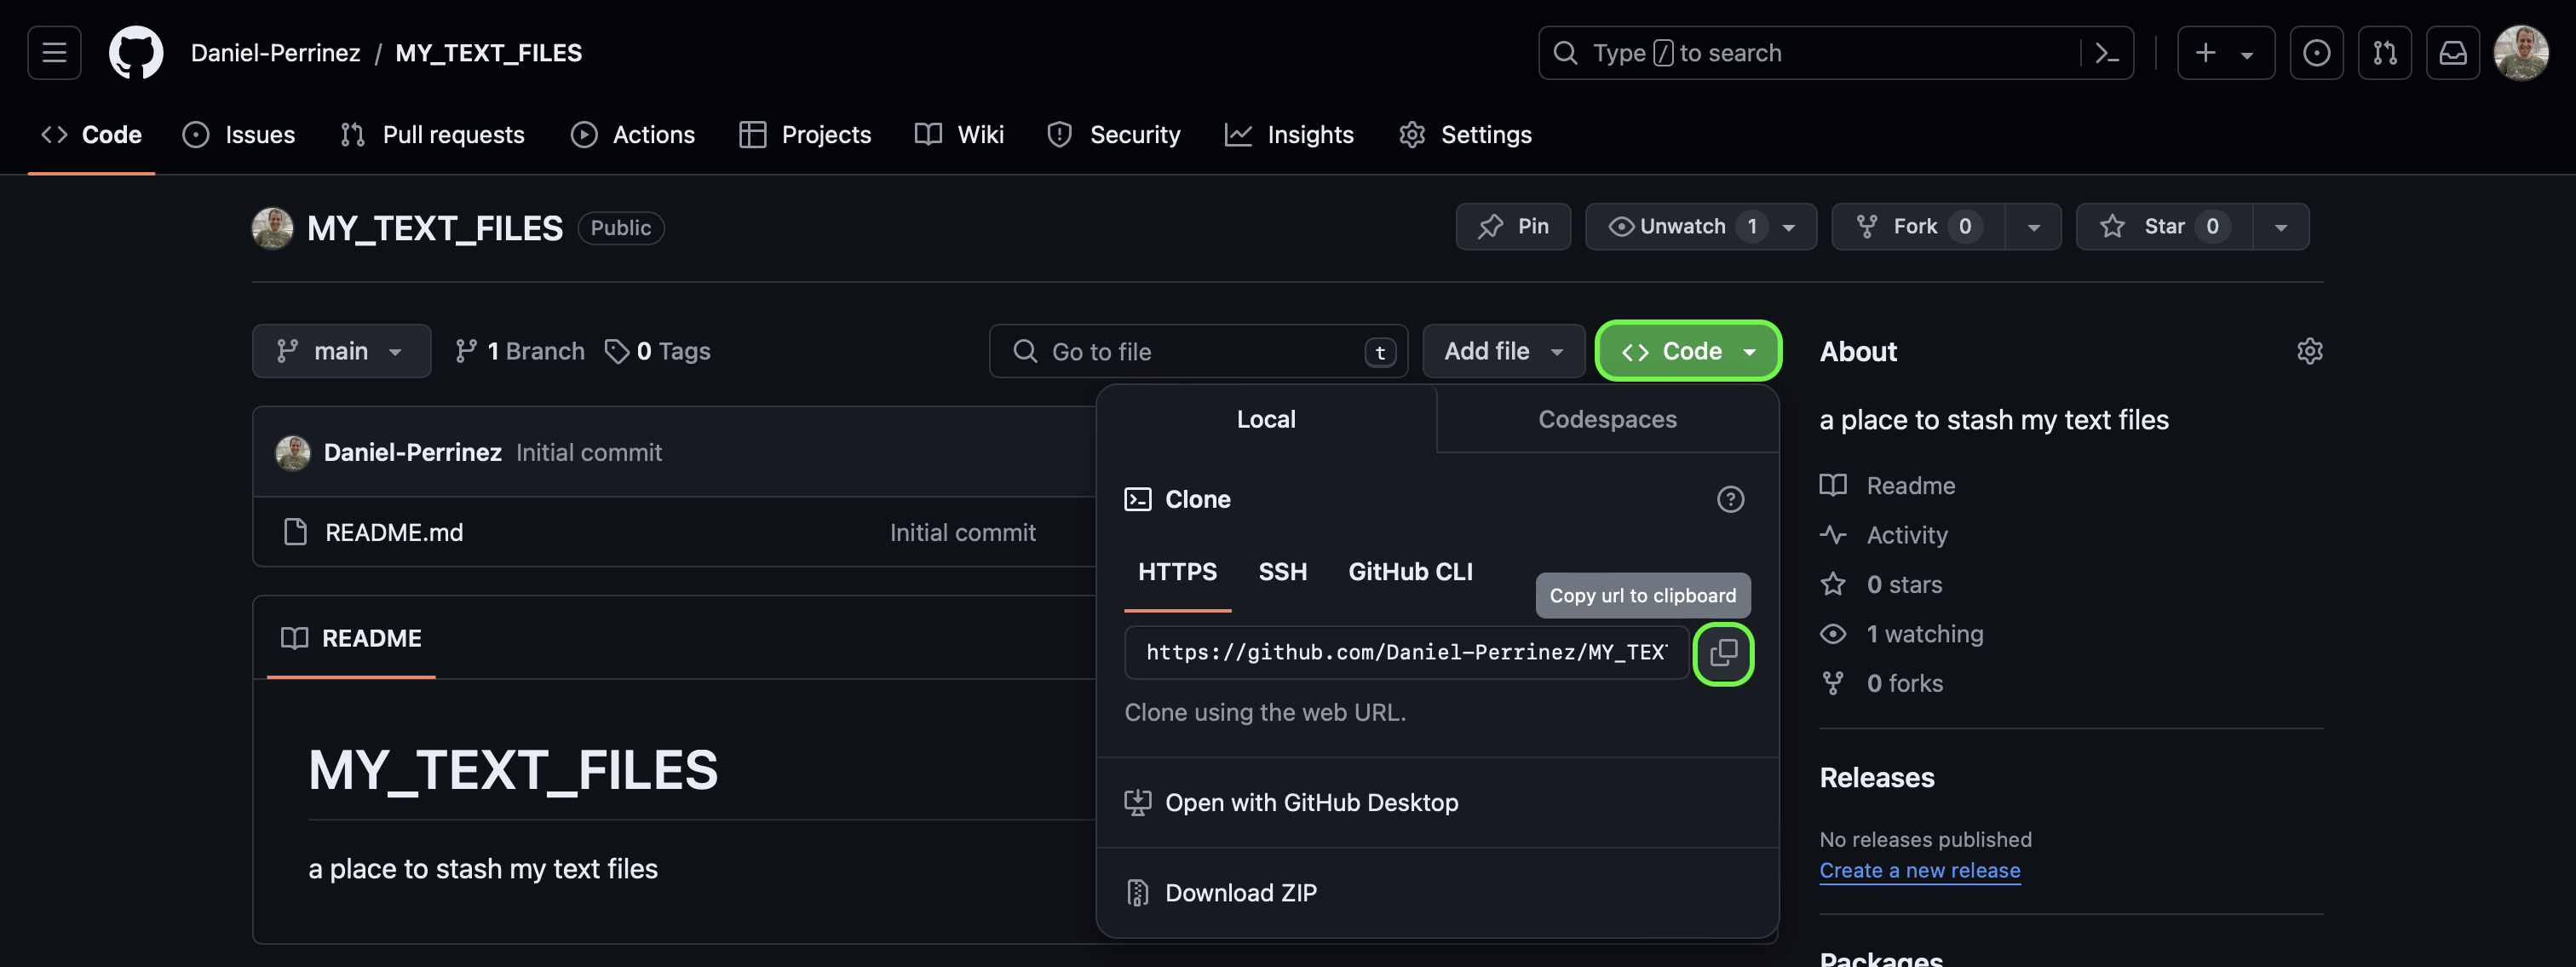 Daniel-Perrinez / MY_TEXT_FILES
Type / to search
Code Issues Pull requests Actions Projects Wiki Security Insights Settings
MY_TEXT_FILES Public
Pin Unwatch 1 Fork 0 Star 0
main 1 Branch 0 Tags Go to file t Add file Code
Daniel-Perrinez Initial commit
README.md Initial commit
README
MY_TEXT_FILES
a place to stash my text files
Local Codespaces
Clone
HTTPS SSH GitHub CLI
Copy url to clipboard
https://github.com/Daniel-Perrinez/MY_TEX
Clone using the web URL.
Open with GitHub Desktop
Download ZIP
About
a place to stash my text files
Readme
Activity
0 stars
1 watching
0 forks
Releases
No releases published
Create a new release
Packages